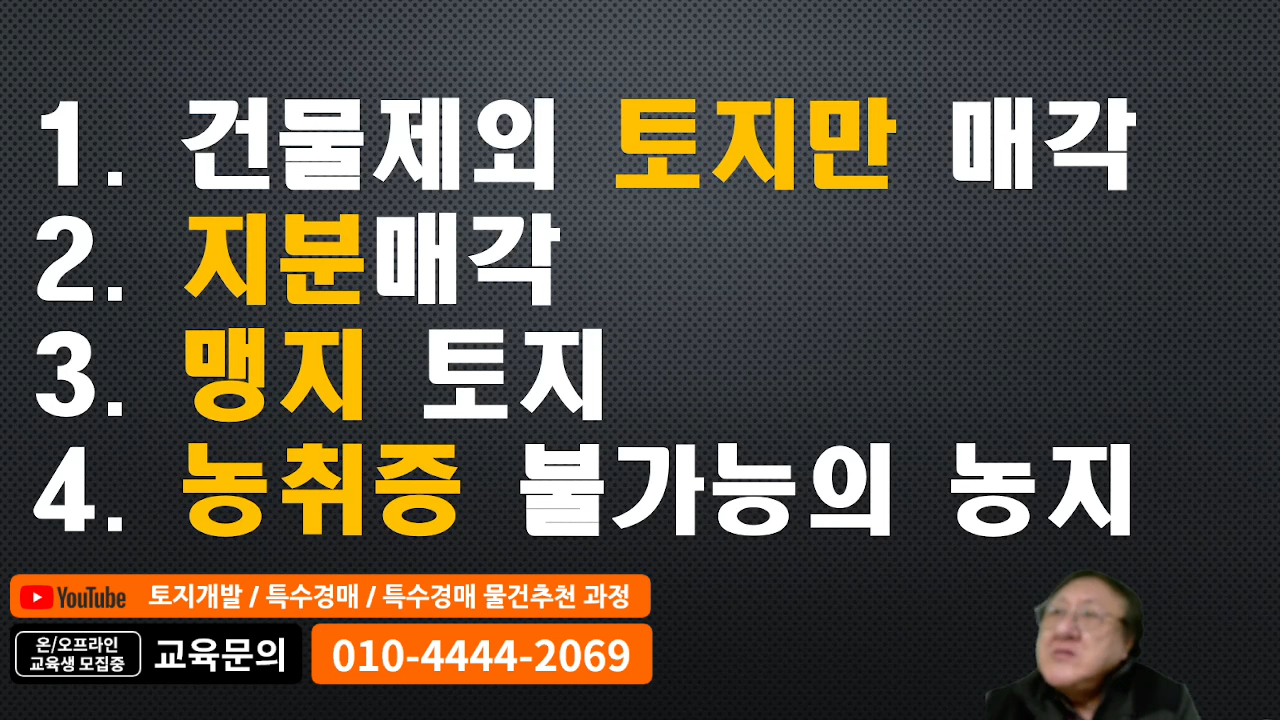 1. 건물제외 토지만 매각
2. 지분매각
3. 맹지 토지
4. 농취증 불가능의 농지
YouTube 토지개발 / 특수경매 / 특수경매 물건추천 과정
온/오프라인
교육생 모집중
교육문의
010-4444-2069